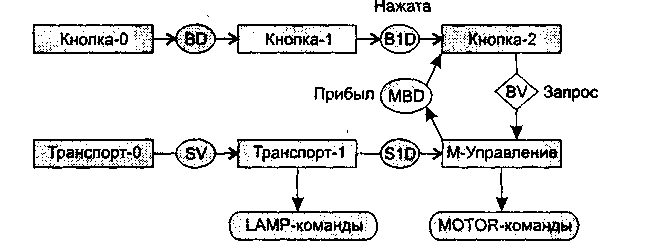 Нажата
Кнопка-0 BD Кнопка-1 B1D Кнопка-2
Прибыл MBD BV Запрос
Транспорт-0 SV Транспорт-1 S1D М-Управление
LAMP-команды MOTOR-команды